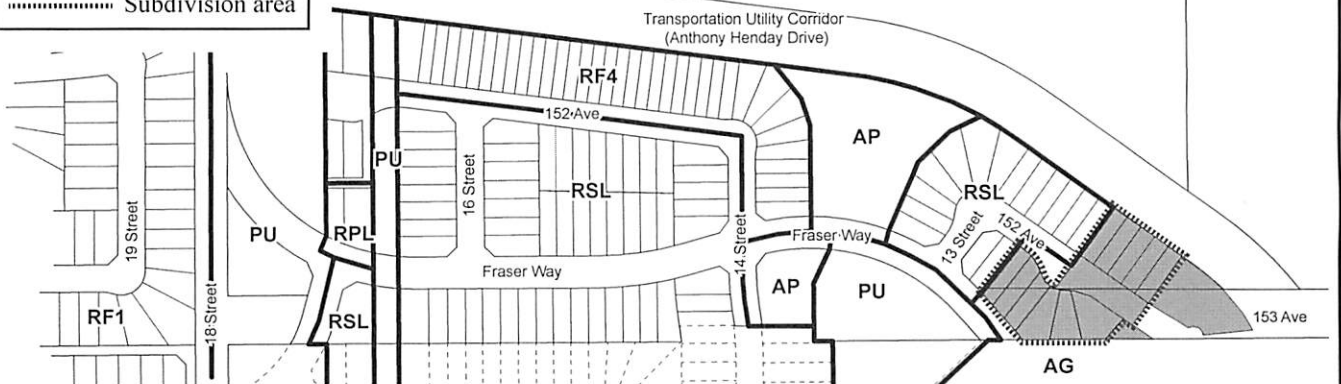 Subdivision area
Transportation Utility Corridor
(Anthony Henday Drive)
RF4
152 Ave
AP
PU
16 Street
RSL
RSL
19 Street
152 Ave
PU
RPL
14 Street
Fraser Way
13 Street
Fraser Way
AP
PU
RF1
18 Street
RSL
153 Ave
AG